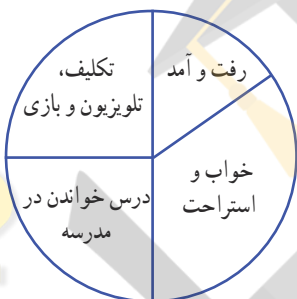 رفت و آمد
تکلیف،
تلویزیون و بازی
خواب و
استراحت
درس خواندن در
مدرسه